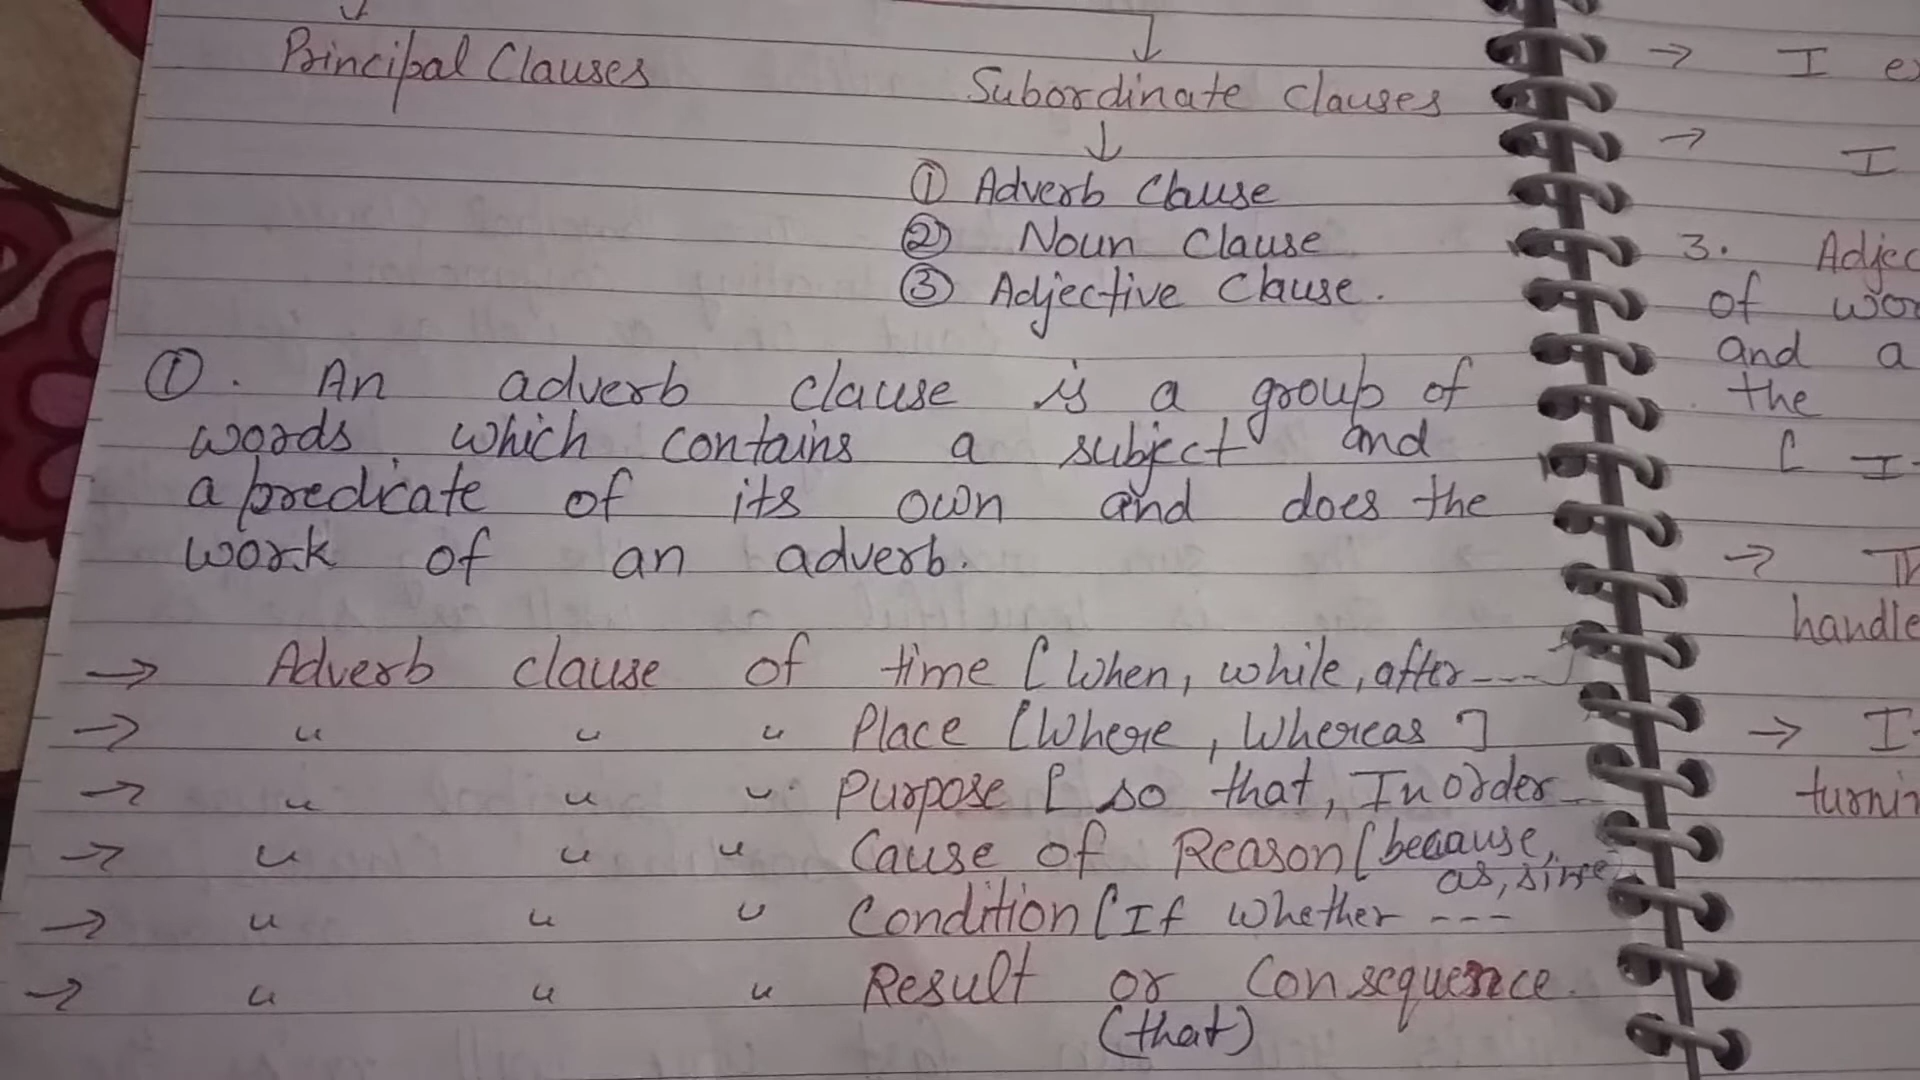 Principal Clauses
Subordinate Clauses
① Adverb Clause
② Noun Clause
③ Adjective Clause.
①. An adverb clause is a group of
words which contains a subject and
a predicate of its own and does the
work of an adverb.
→ Adverb clause of time [When, while, after ----]
→ " " " Place [Where, Whereas]
→ " " " Purpose [so that, In order --
→ " " " Cause of Reason [because,
as, since
→ " " " Condition [If whether ---
→ " " " Result or Consequence.
(that)
→ I
→ I
3.
of
and a
the
[ I
→
handle
→ I